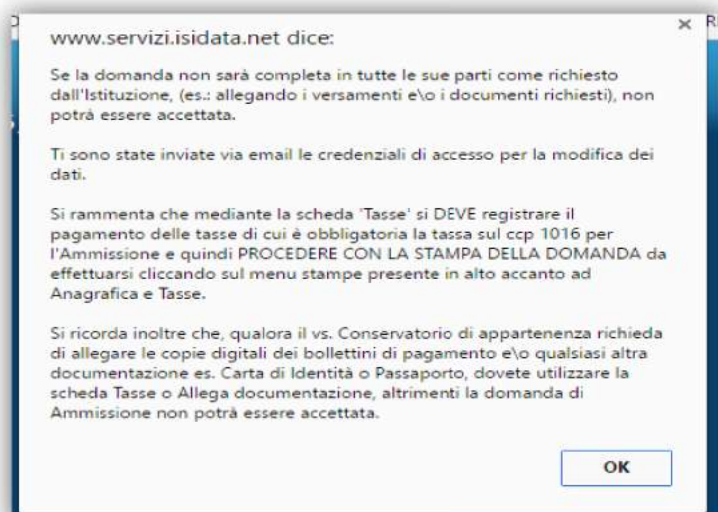 www.servizi.isidata.net dice:
Se la domanda non sarà completa in tutte le sue parti come richiesto
dall'Istituzione, (es.: allegando i versamenti e\o i documenti richiesti), non
potrà essere accettata.
Ti sono state inviate via email le credenziali di accesso per la modifica dei
dati.
Si rammenta che mediante la scheda 'Tasse' si DEVE registrare il
pagamento delle tasse di cui è obbligatoria la tassa sul ccp 1016 per
l'Ammissione e quindi PROCEDERE CON LA STAMPA DELLA DOMANDA da
effettuarsi cliccando sul menu stampe presente in alto accanto ad
Anagrafica e Tasse.
Si ricorda inoltre che, qualora il vs. Conservatorio di appartenenza richieda
di allegare le copie digitali dei bollettini di pagamento e\o qualsiasi altra
documentazione es. Carta di Identità o Passaporto, dovete utilizzare la
scheda Tasse o Allega documentazione, altrimenti la domanda di
Ammissione non potrà essere accettata.
OK